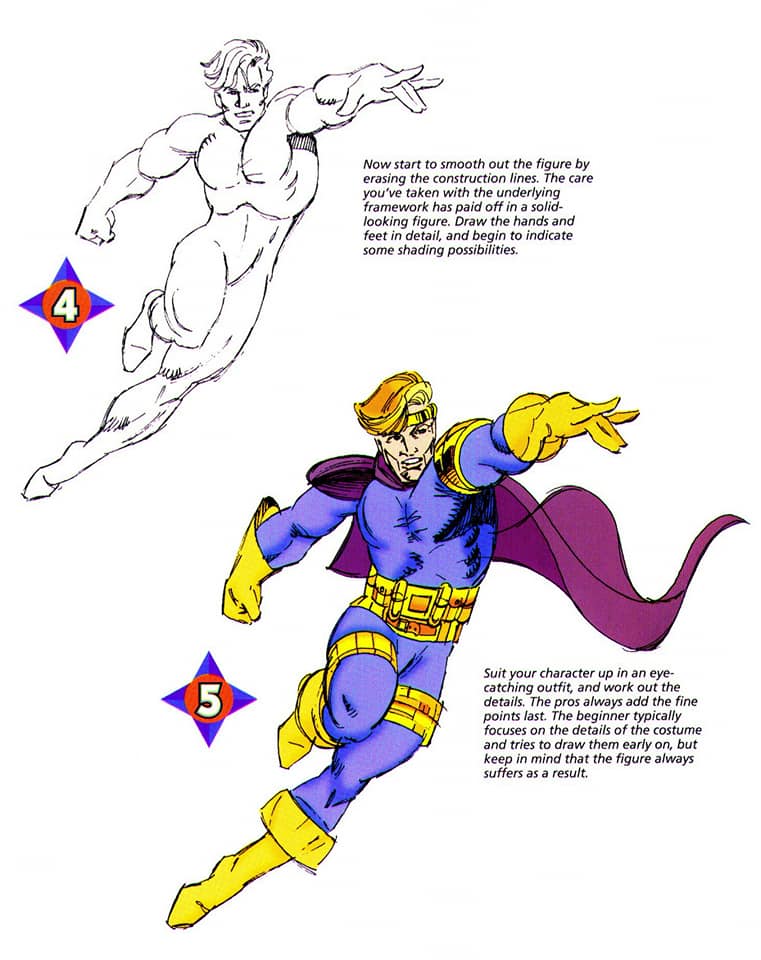 Now start to smooth out the figure by
erasing the construction lines. The care
you've taken with the underlying
framework has paid off in a solid-
looking figure. Draw the hands and
feet in detail, and begin to indicate
some shading possibilities.
4
5
Suit your character up in an eye-
catching outfit, and work out the
details. The pros always add the fine
points last. The beginner typically
focuses on the details of the costume
and tries to draw them early on, but
keep in mind that the figure always
suffers as a result.